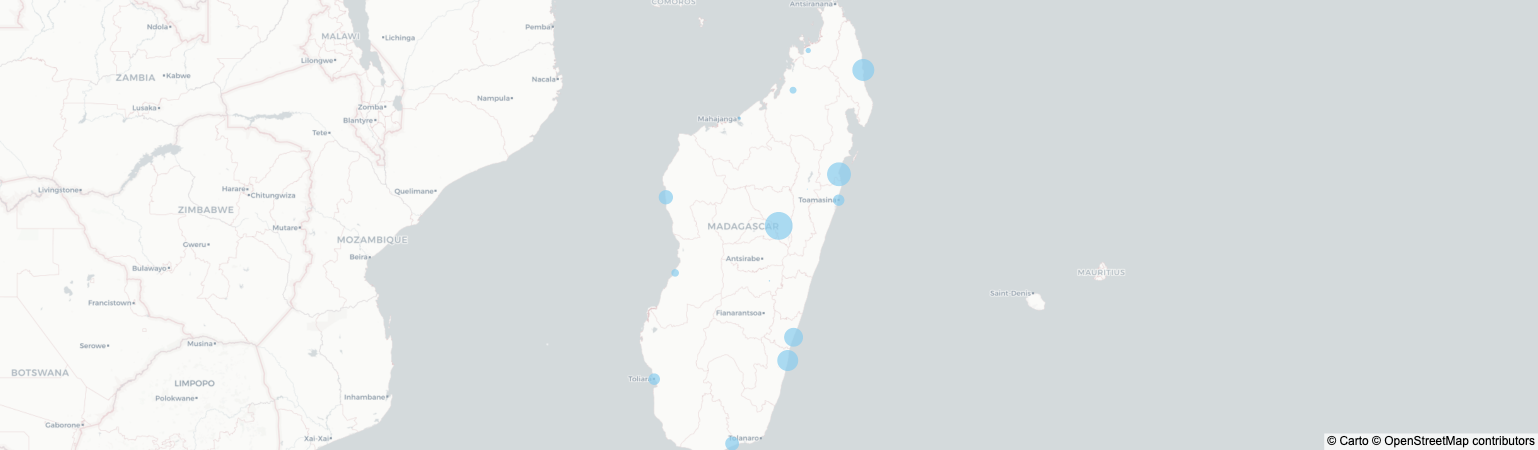 COMOROS
Antsiranana
Ndola
Pemba
MALAWI
Lichinga
Lilongwe
ZAMBIA
Kabwe
Nacala
Nampula
Lusaka
Zomba
Blantyre
Mahajanga
Tete
Livingstone
Harare
Chitungwiza
Quelimane
Toamasina
ZIMBABWE
Mutare
MADAGASCAR
MOZAMBIQUE
Gweru
Beira
Antsirabe
Bulawayo
MAURITIUS
Saint-Denis
Francistown
Fianarantsoa
Serowe
Musina
BOTSWANA
Toliara
LIMPOPO
Polokwane
Inhambane
Gaborone
Xai-Xai
Tolanaro
© Carto © OpenStreetMap contributors